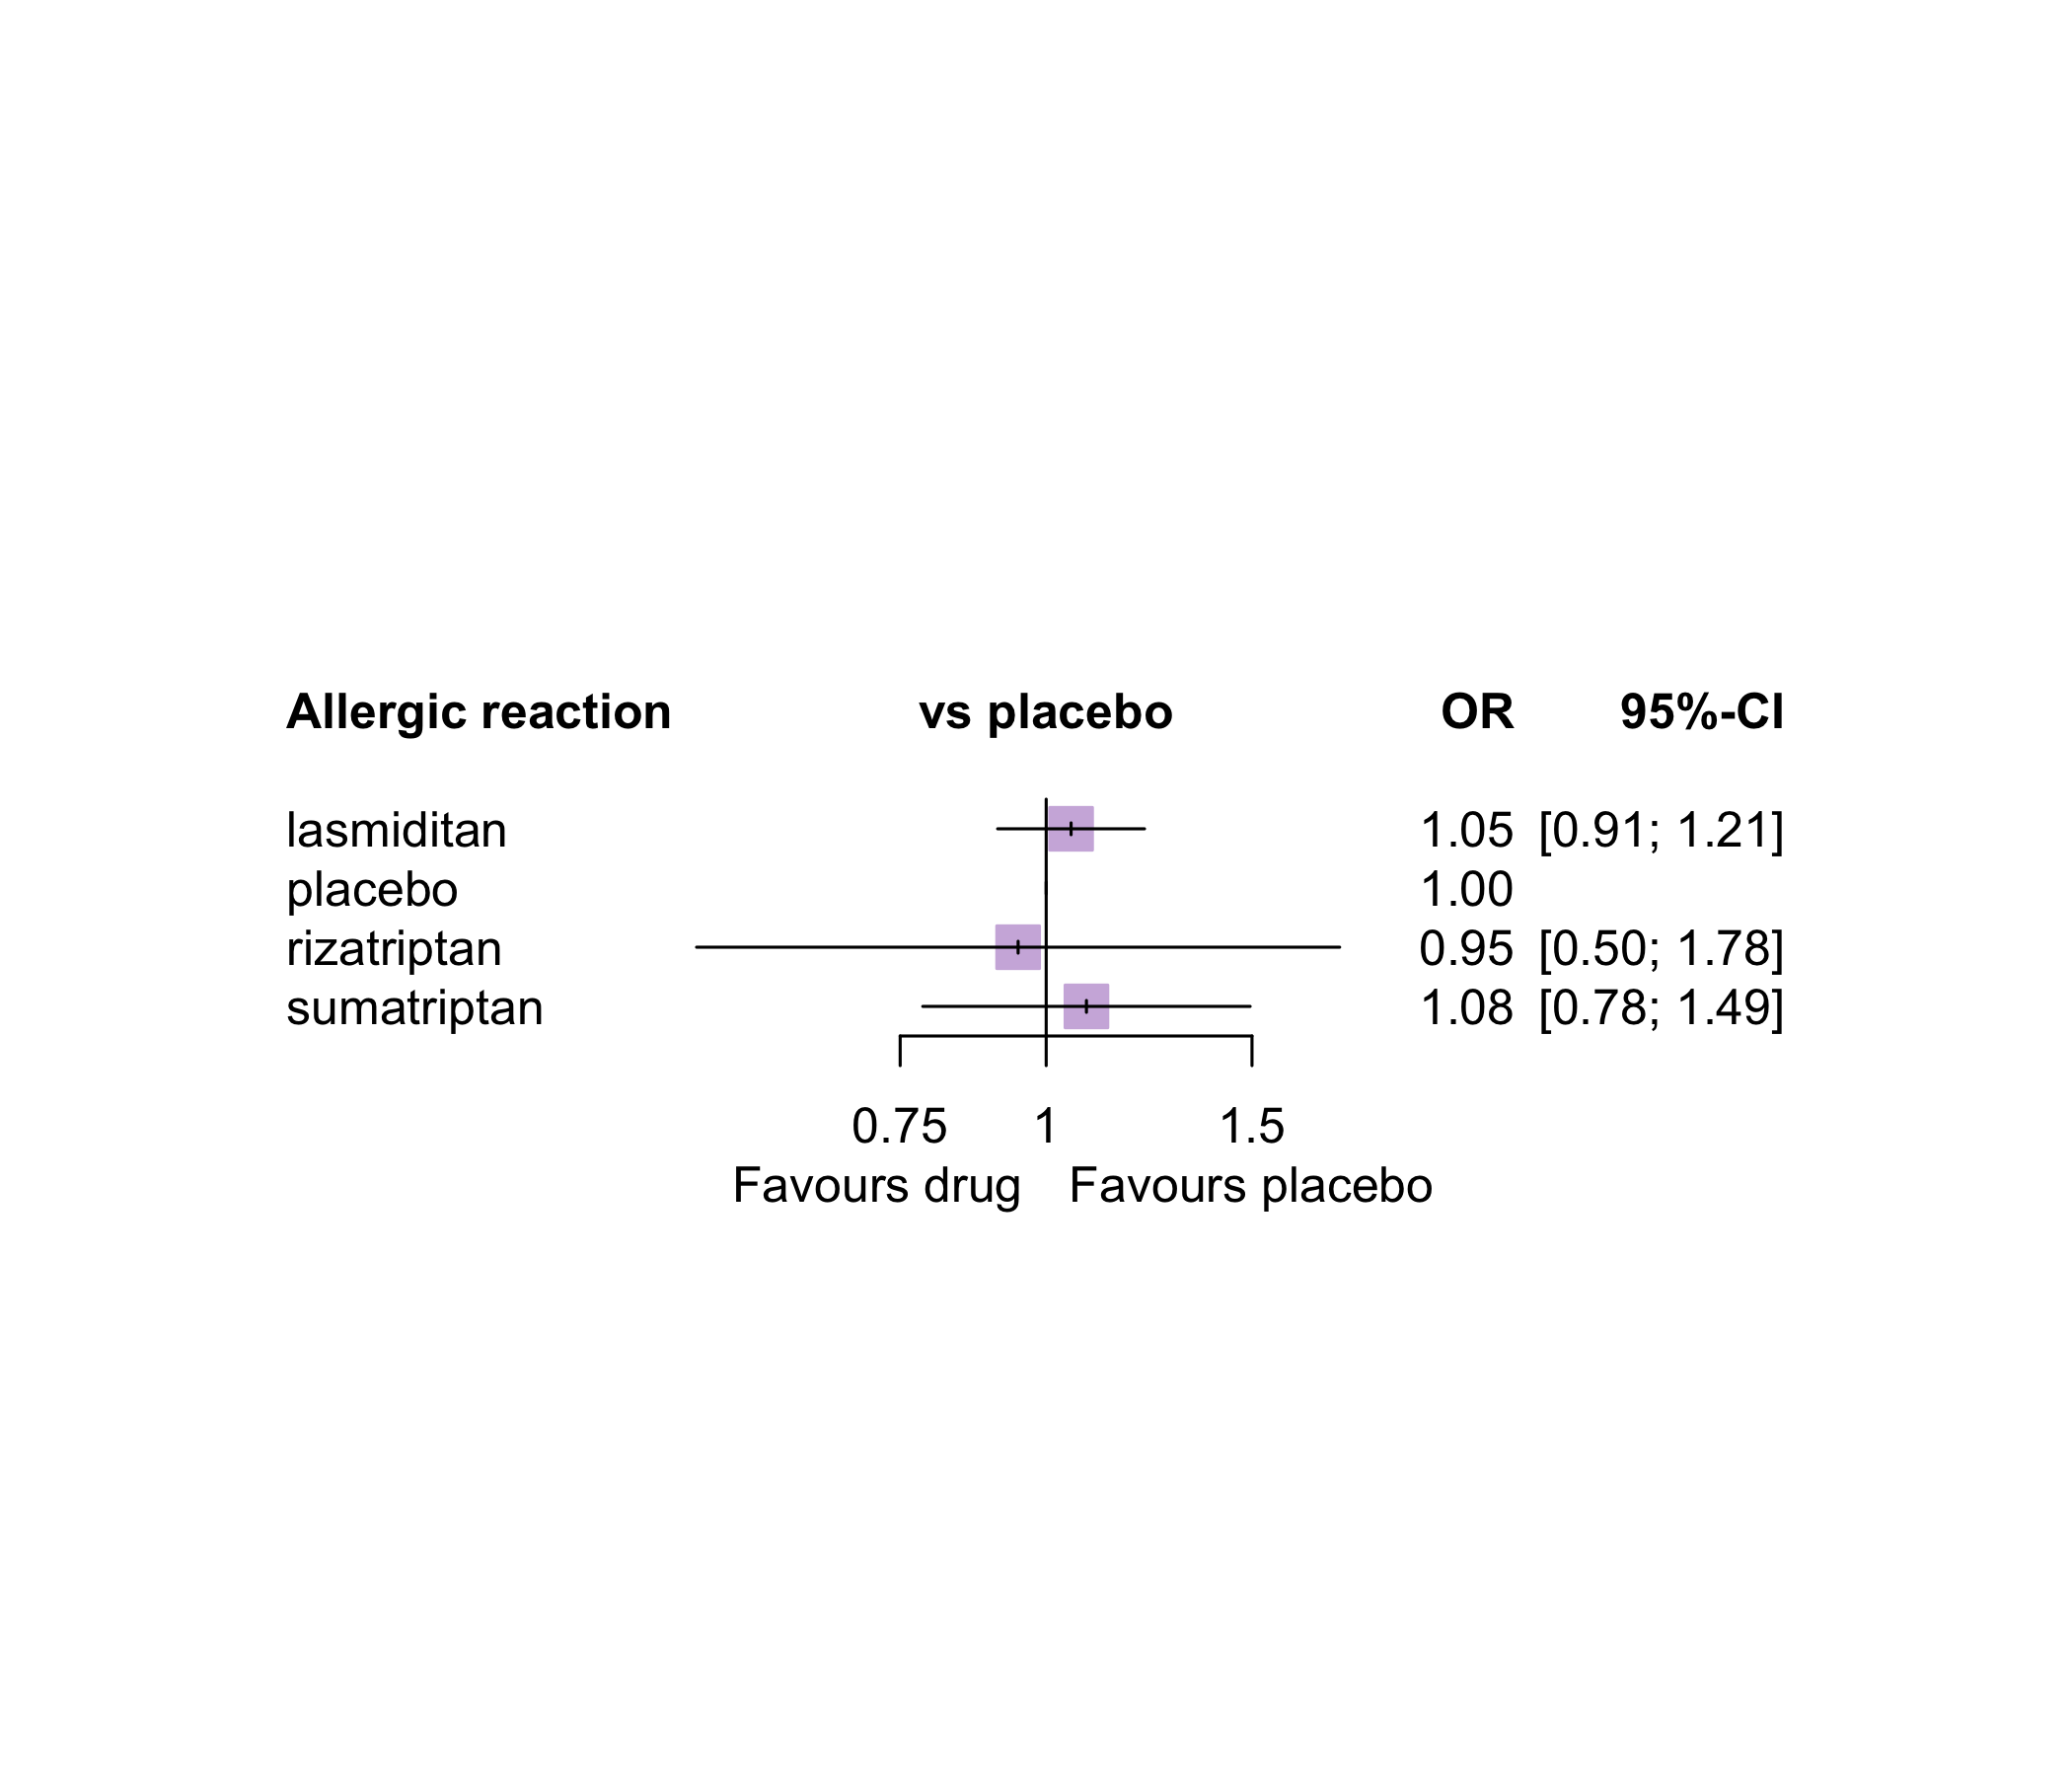 Allergic reaction vs placebo OR 95%-CI
lasmiditan 1.05 [0.91; 1.21]
placebo 1.00
rizatriptan 0.95 [0.50; 1.78]
sumatriptan 1.08 [0.78; 1.49]
0.75 1 1.5
Favours drug Favours placebo